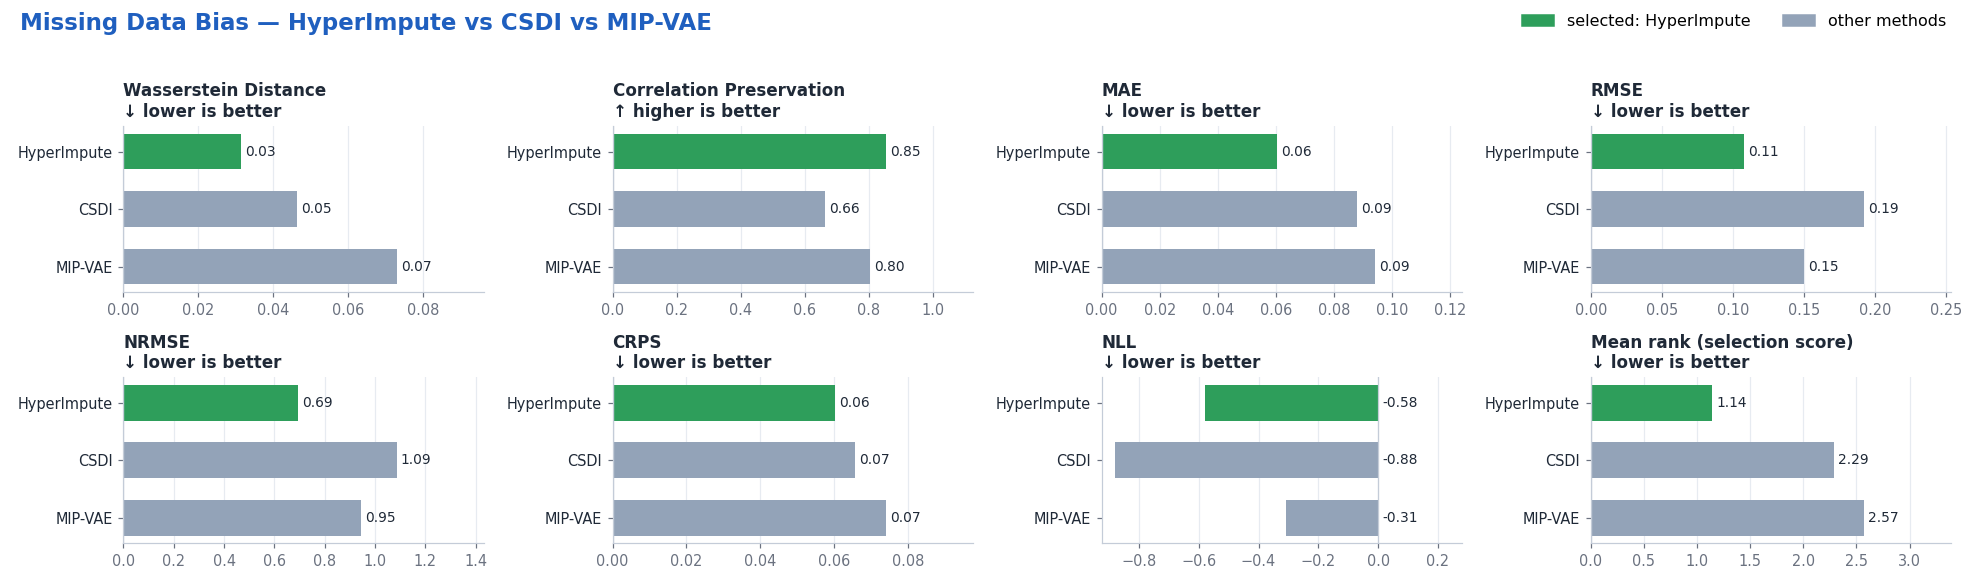 Missing Data Bias — HyperImpute vs CSDI vs MIP-VAE
selected: HyperImpute
other methods
Wasserstein Distance
↓ lower is better
HyperImpute
0.03
CSDI
0.05
MIP-VAE
0.07
0.00 0.02 0.04 0.06 0.08
Correlation Preservation
↑ higher is better
HyperImpute
0.85
CSDI
0.66
MIP-VAE
0.80
0.0 0.2 0.4 0.6 0.8 1.0
MAE
↓ lower is better
HyperImpute
0.06
CSDI
0.09
MIP-VAE
0.09
0.00 0.02 0.04 0.06 0.08 0.10 0.12
RMSE
↓ lower is better
HyperImpute
0.11
CSDI
0.19
MIP-VAE
0.15
0.00 0.05 0.10 0.15 0.20 0.25
NRMSE
↓ lower is better
HyperImpute
0.69
CSDI
1.09
MIP-VAE
0.95
0.0 0.2 0.4 0.6 0.8 1.0 1.2 1.4
CRPS
↓ lower is better
HyperImpute
0.06
CSDI
0.07
MIP-VAE
0.07
0.00 0.02 0.04 0.06 0.08
NLL
↓ lower is better
HyperImpute
-0.58
CSDI
-0.88
MIP-VAE
-0.31
−0.8 −0.6 −0.4 −0.2 0.0 0.2
Mean rank (selection score)
↓ lower is better
HyperImpute
1.14
CSDI
2.29
MIP-VAE
2.57
0.0 0.5 1.0 1.5 2.0 2.5 3.0